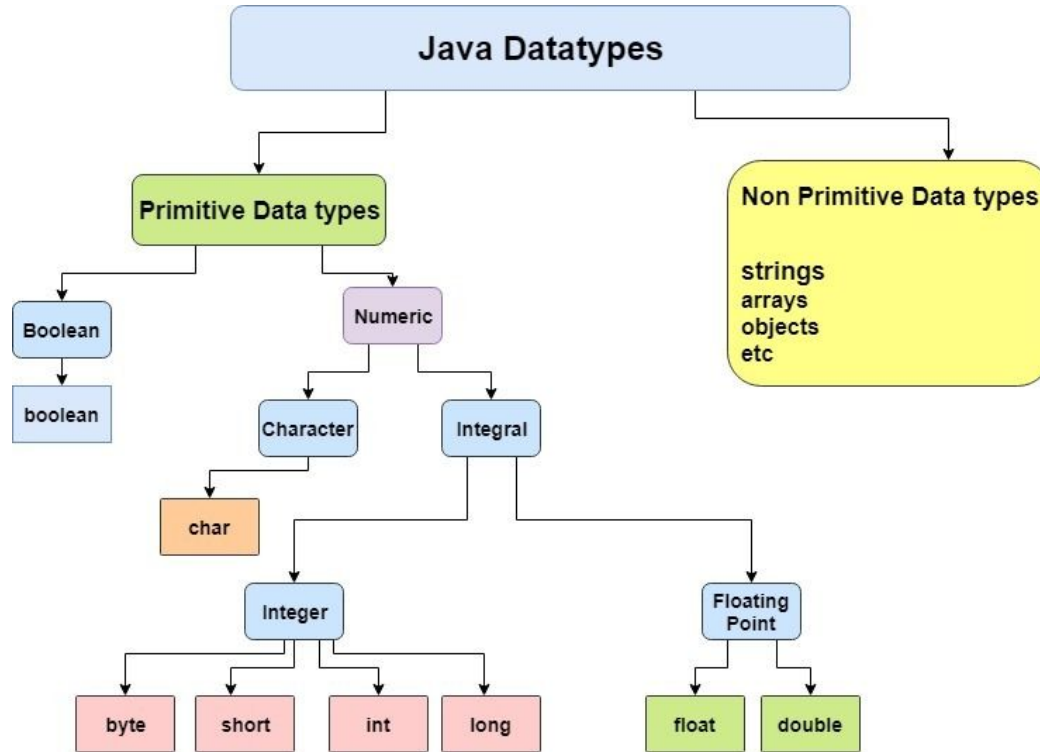 Java Datatypes
Primitive Data types
Non Primitive Data types
strings
arrays
objects
etc
Boolean
Numeric
boolean
Character
Integral
char
Integer
Floating
Point
byte
short
int
long
float
double